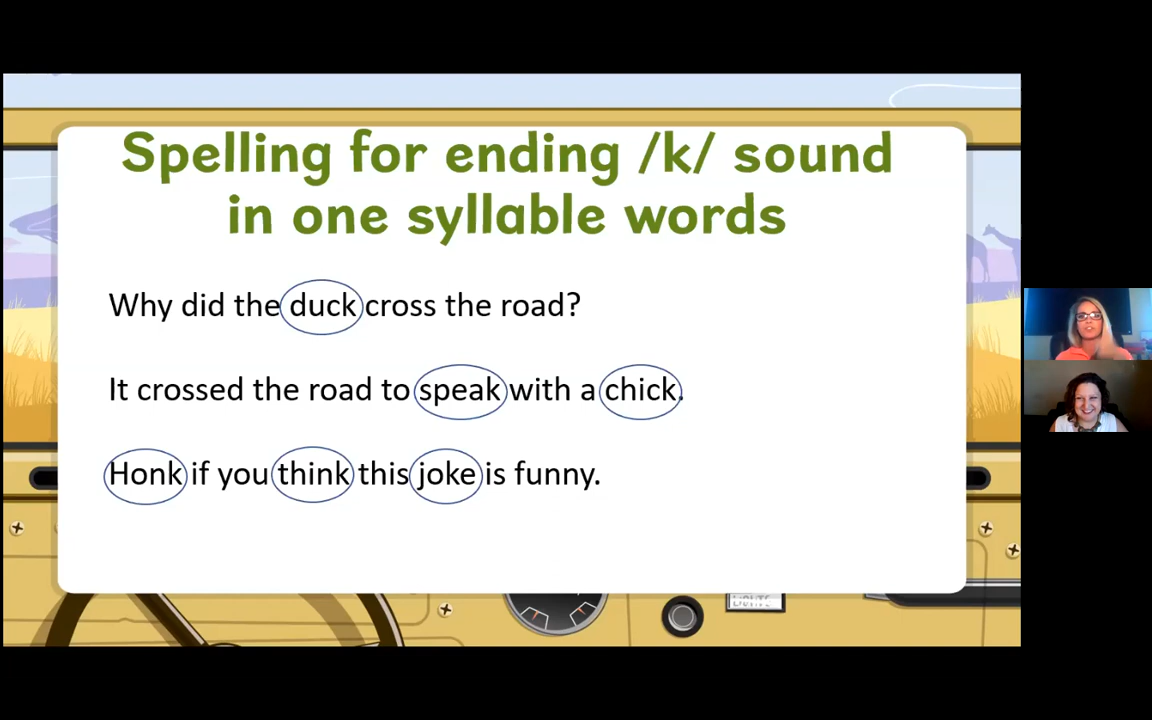 Spelling for ending /k/ sound
in one syllable words
Why did the duck cross the road?
It crossed the road to speak with a chick.
Honk if you think this joke is funny.